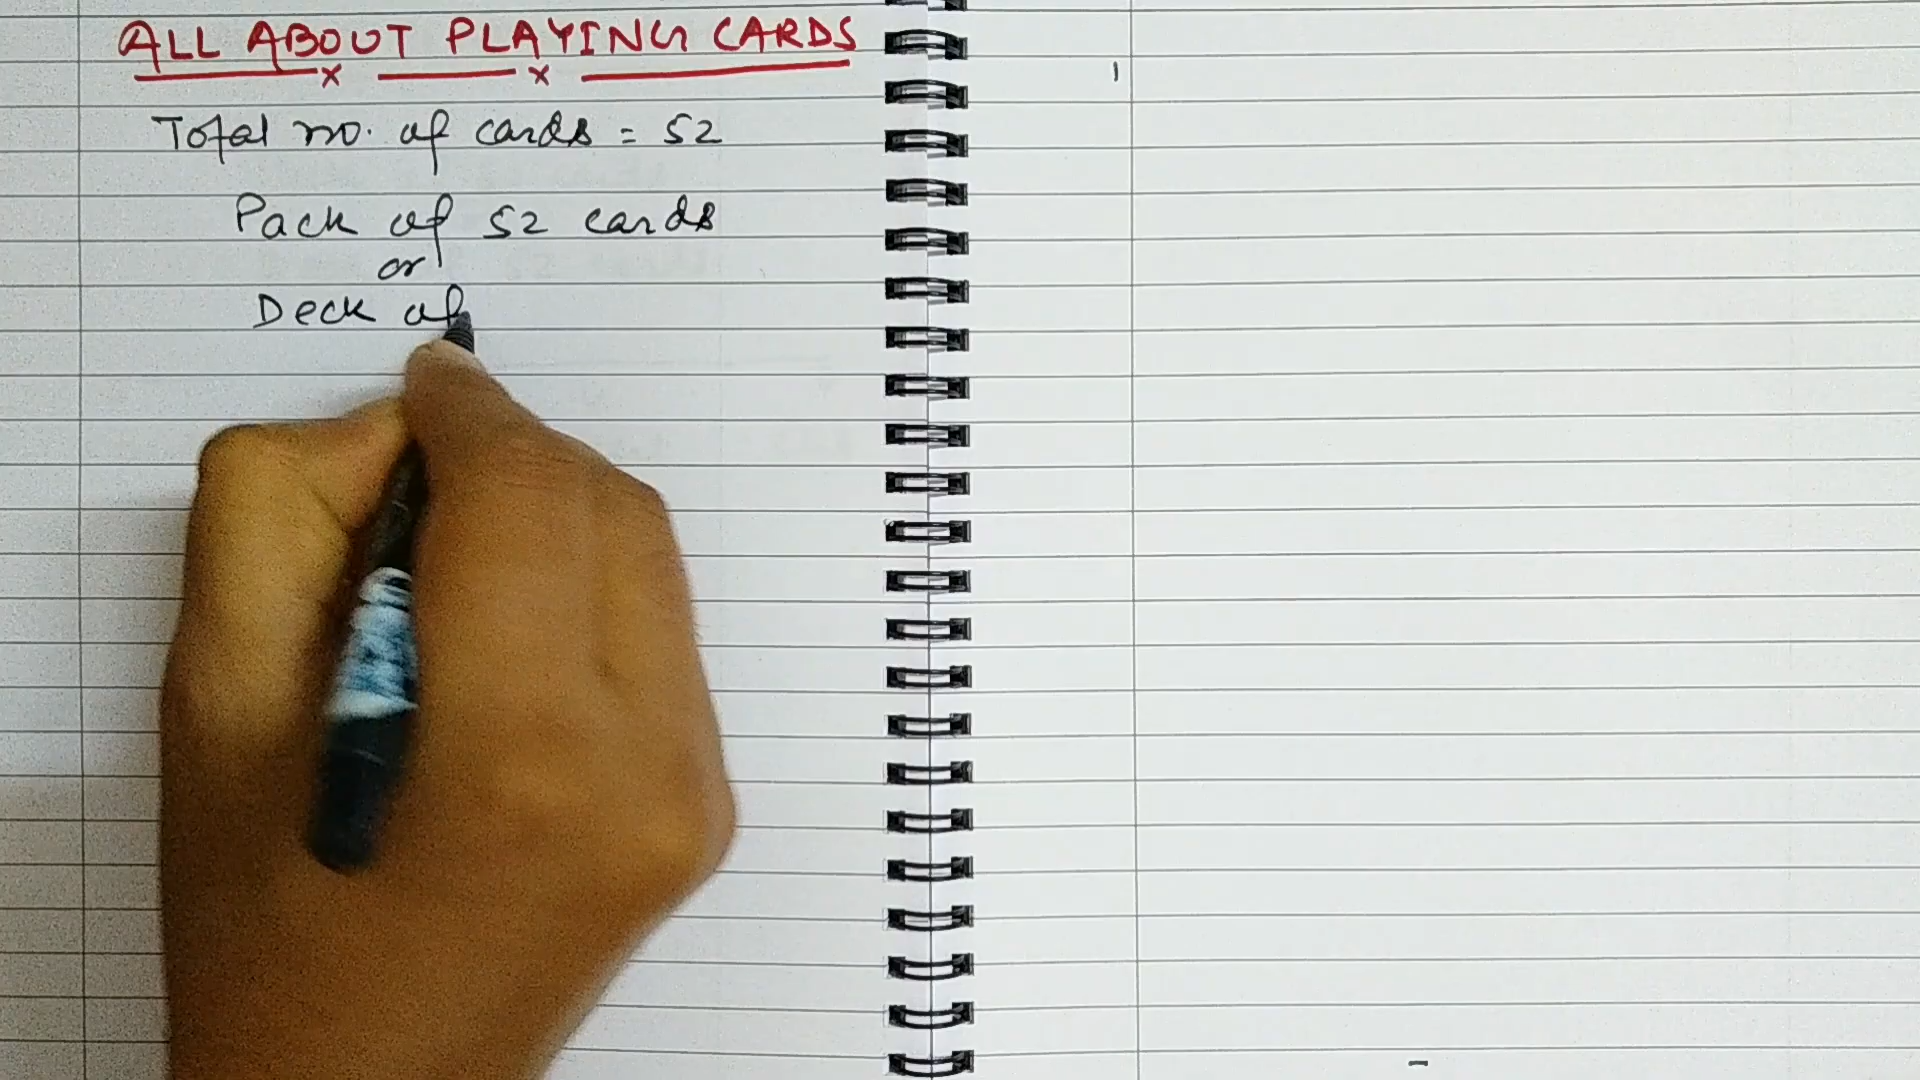 ALL ABOUT PLAYING CARDS
Total no. of cards = 52
Pack of 52 cards
or
Deck of